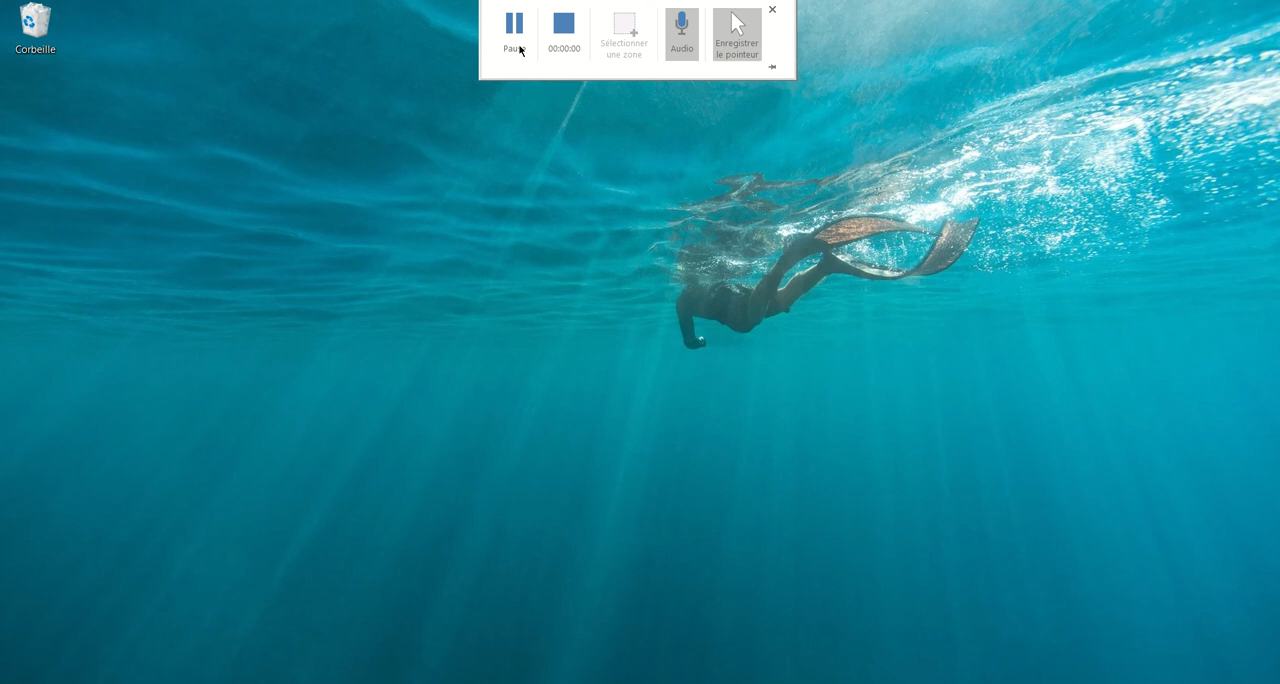 Corbeille
Pause
00:00:00
Sélectionner
une zone
Audio
Enregistrer
le pointeur